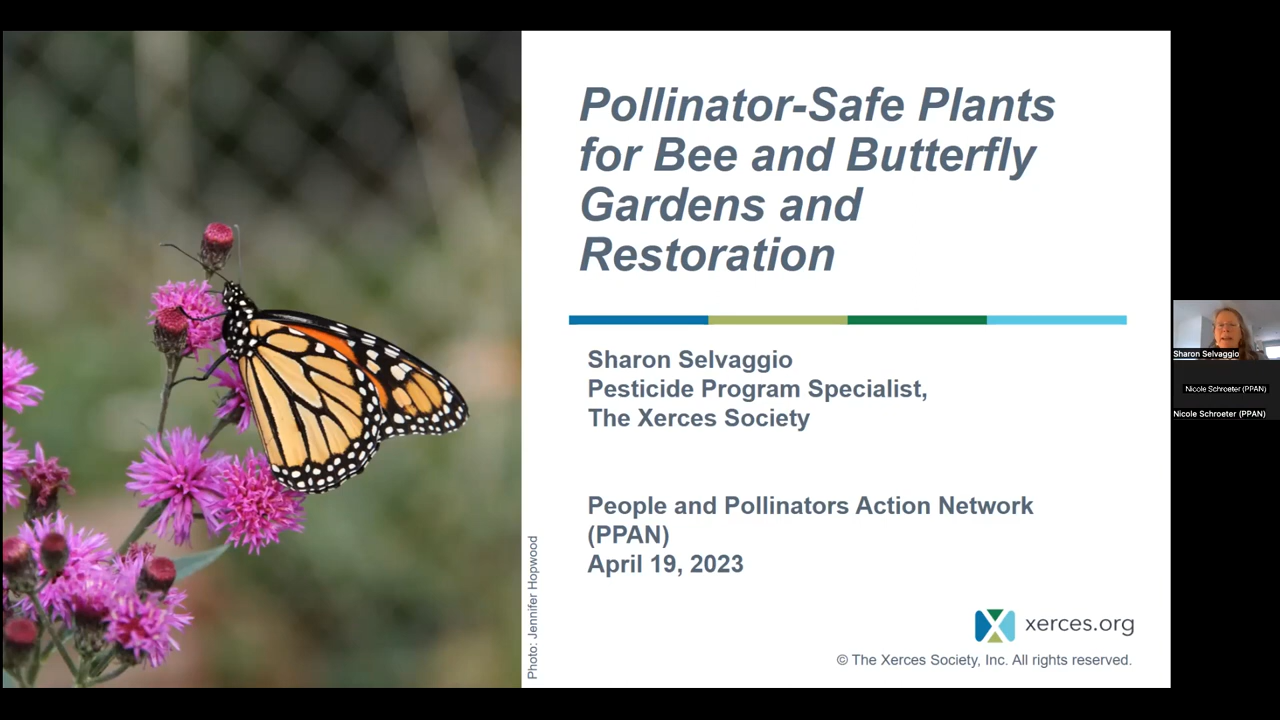 Pollinator-Safe Plants
for Bee and Butterfly
Gardens and
Restoration
Sharon Selvaggio
Pesticide Program Specialist,
The Xerces Society
People and Pollinators Action Network
(PPAN)
April 19, 2023
Photo: Jennifer Hopwood
xerces.org
© The Xerces Society, Inc. All rights reserved.
Sharon Selvaggio
Nicole Schroeter (PPAN)
Nicole Schroeter (PPAN)